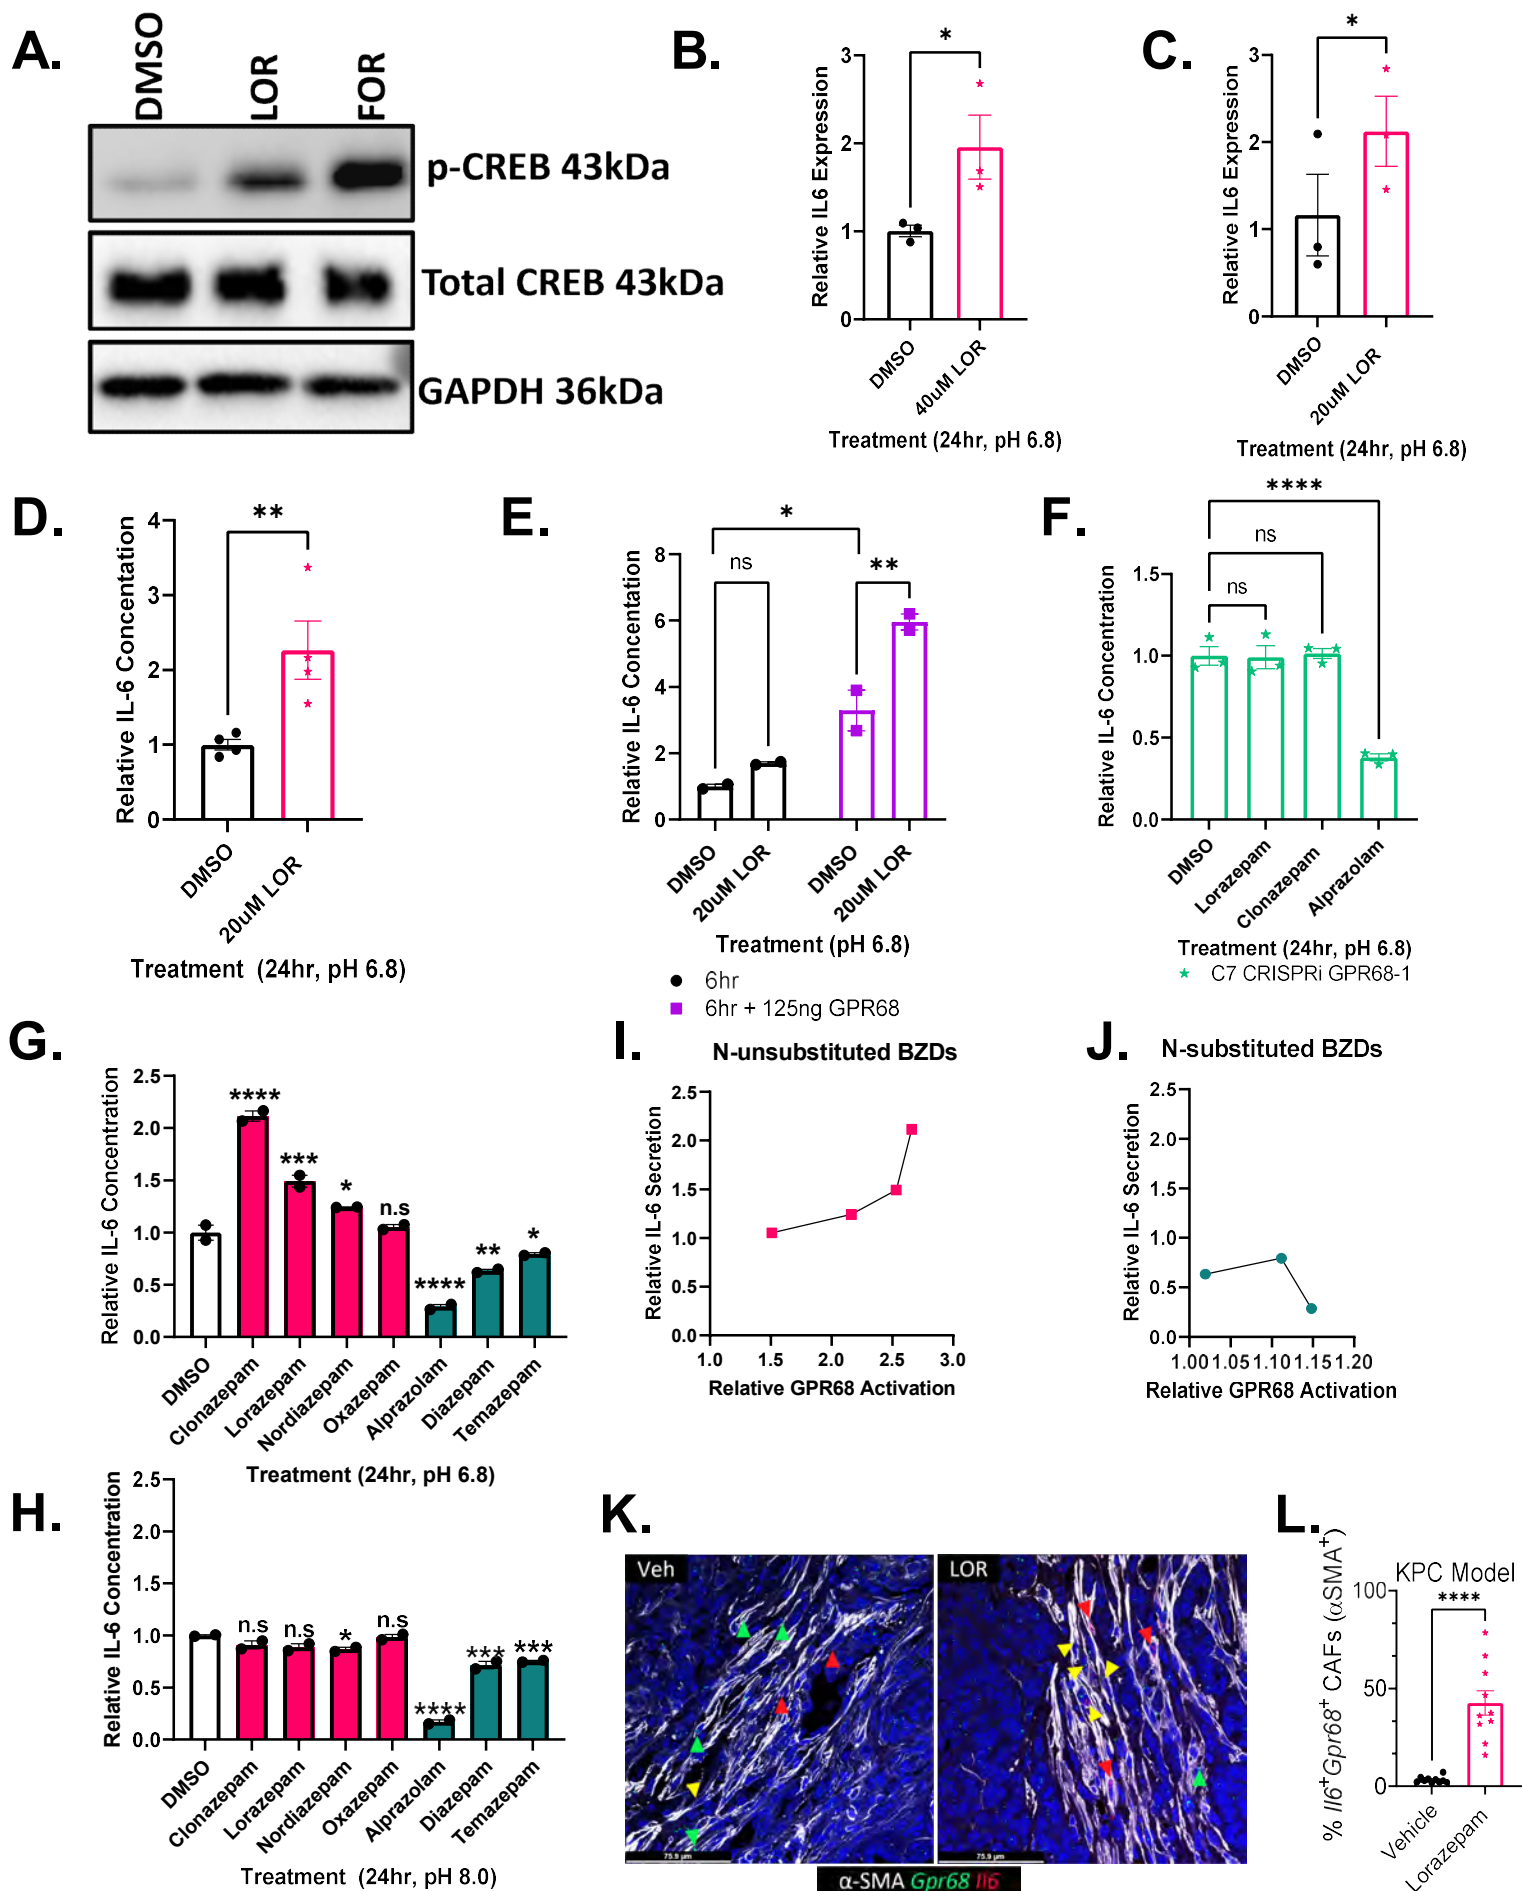 A.
DMSO
LOR
FOR
p-CREB 43kDa
Total CREB 43kDa
GAPDH 36kDa
B.
*
3
2
1
0
Relative IL6 Expression
DMSO
40uM LOR
Treatment (24hr, pH 6.8)
C.
*
3
2
1
0
Relative IL6 Expression
DMSO
20uM LOR
Treatment (24hr, pH 6.8)
D.
**
4
3
2
1
0
Relative IL-6 Concentation
DMSO
20uM LOR
Treatment (24hr, pH 6.8)
E.
*
ns
**
8
6
4
2
0
Relative IL-6 Concentation
DMSO
20uM LOR
DMSO
20uM LOR
Treatment (pH 6.8)
6hr
6hr + 125ng GPR68
F.
****
ns
ns
1.5
1.0
0.5
0.0
Relative IL-6 Concentration
DMSO
Lorazepam
Clonazepam
Alprazolam
Treatment (24hr, pH 6.8)
C7 CRISPRi GPR68-1
G.
2.5
2.0
1.5
1.0
0.5
0.0
Relative IL-6 Concentration
****
***
*
n.s
****
**
*
DMSO
Clonazepam
Lorazepam
Nordiazepam
Oxazepam
Alprazolam
Diazepam
Temazepam
Treatment (24hr, pH 6.8)
H.
2.5
2.0
1.5
1.0
0.5
0.0
Relative IL-6 Concentration
n.s
n.s
*
n.s
****
***
***
DMSO
Clonazepam
Lorazepam
Nordiazepam
Oxazepam
Alprazolam
Diazepam
Temazepam
Treatment (24hr, pH 8.0)
I.
N-unsubstituted BZDs
2.5
2.0
1.5
1.0
0.5
0.0
Relative IL-6 Secretion
1.0 1.5 2.0 2.5 3.0
Relative GPR68 Activation
J.
N-substituted BZDs
2.5
2.0
1.5
1.0
0.5
0.0
Relative IL-6 Secretion
1.00 1.05 1.10 1.15 1.20
Relative GPR68 Activation
K.
Veh
75.9 µm
LOR
75.9 µm
α-SMA Gpr68 Il6
L.
KPC Model
****
100
50
0
% Il6+Gpr68+ CAFs (αSMA+)
Vehicle
Lorazepam